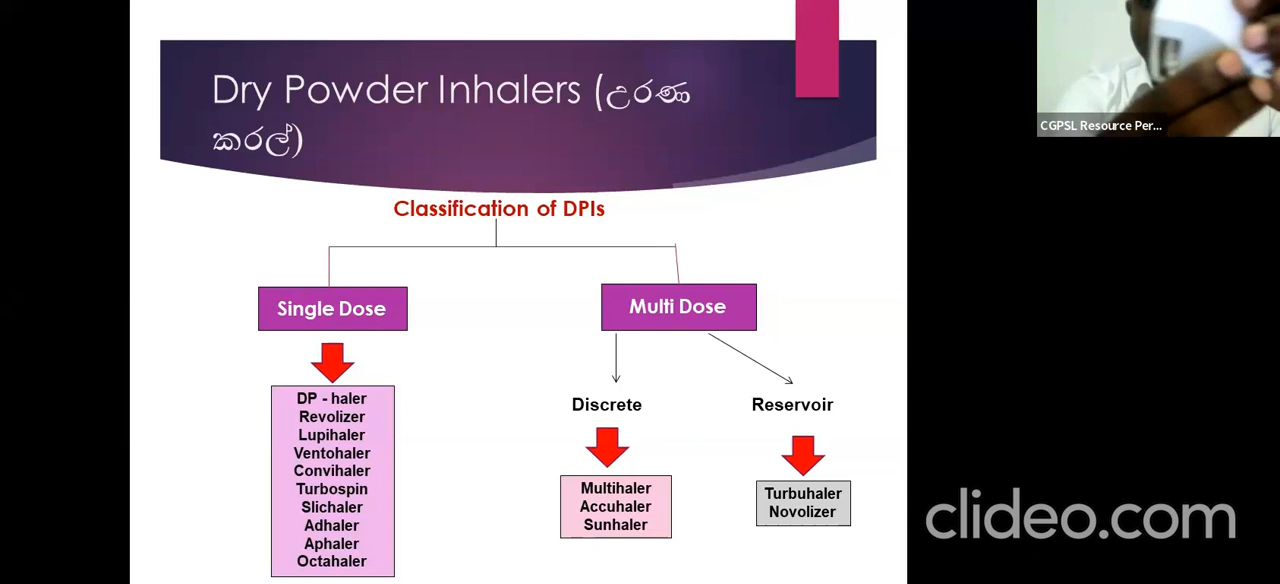 Dry Powder Inhalers (උරණ
කරල්)
CGPSL Resource Per...
Classification of DPIs
Single Dose
Multi Dose
DP - haler
Revolizer
Lupihaler
Ventohaler
Convihaler
Turbospin
Slichaler
Adhaler
Aphaler
Octahaler
Discrete
Multihaler
Accuhaler
Sunhaler
Reservoir
Turbuhaler
Novolizer
clideo.com